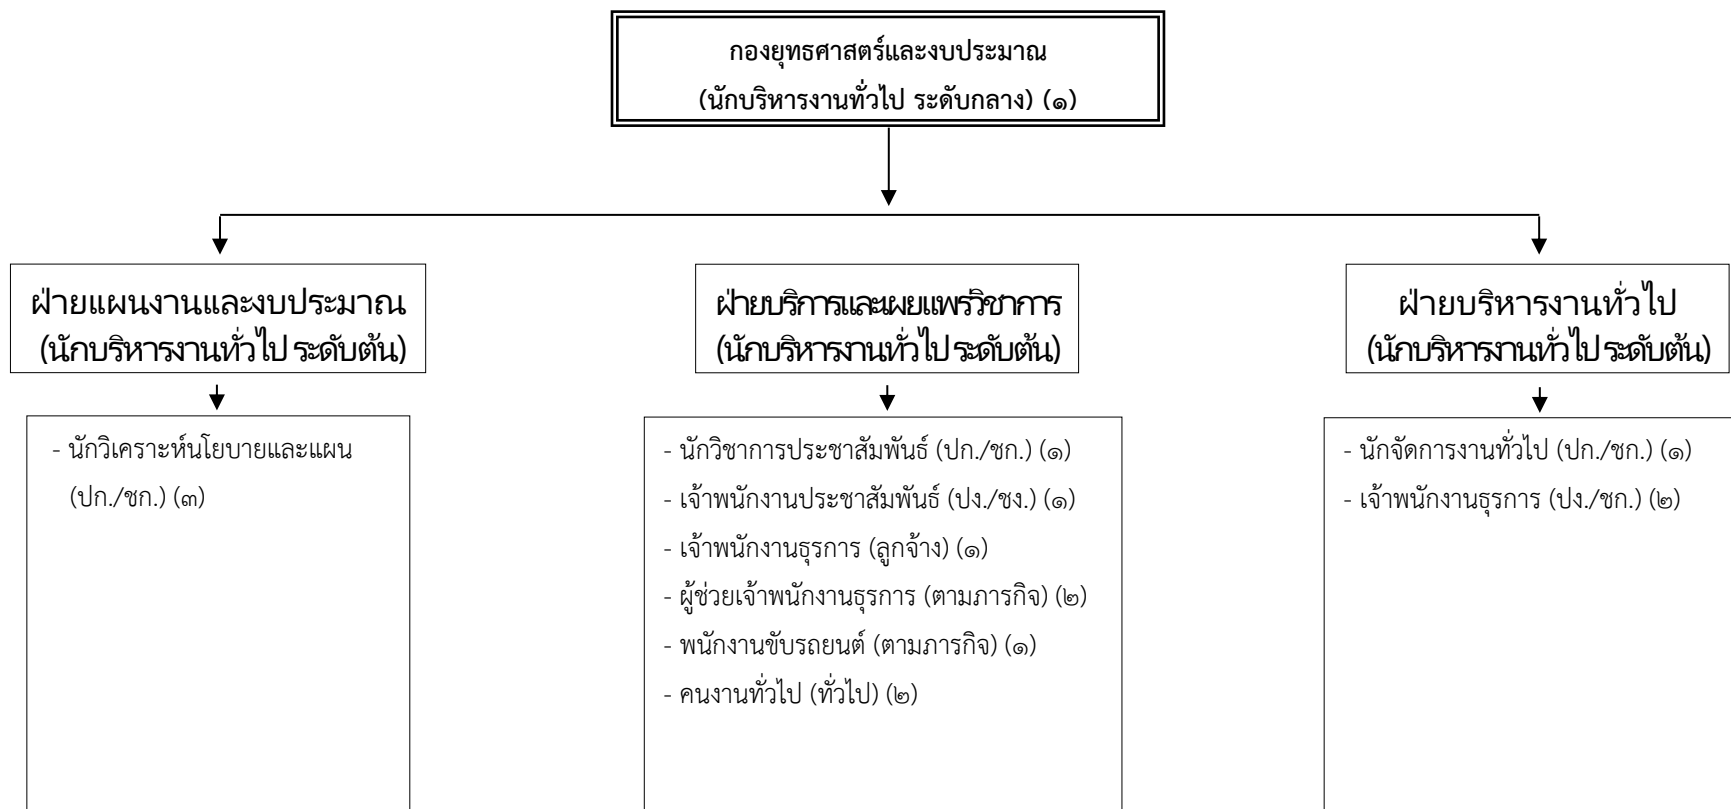 กองยุทธศาสตร์และงบประมาณ
(นักบริหารงานทั่วไป ระดับกลาง) (๑)
ฝ่ายแผนงานและงบประมาณ
(นักบริหารงานทั่วไป ระดับต้น)
- นักวิเคราะห์นโยบายและแผน
(ปก./ชก.) (๓)
ฝ่ายบริการและเผยแพร่วิชาการ
(นักบริหารงานทั่วไป ระดับต้น)
- นักวิชาการประชาสัมพันธ์ (ปก./ชก.) (๑)
- เจ้าพนักงานประชาสัมพันธ์ (ปง./ชง.) (๑)
- เจ้าพนักงานธุรการ (ลูกจ้าง) (๑)
- ผู้ช่วยเจ้าพนักงานธุรการ (ตามภารกิจ) (๒)
- พนักงานขับรถยนต์ (ตามภารกิจ) (๑)
- คนงานทั่วไป (ทั่วไป) (๒)
ฝ่ายบริหารงานทั่วไป
(นักบริหารงานทั่วไป ระดับต้น)
- นักจัดการงานทั่วไป (ปก./ชก.) (๑)
- เจ้าพนักงานธุรการ (ปง./ชก.) (๒)